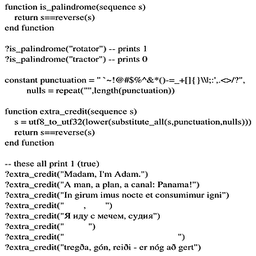 function is_palindrome(sequence s)
return s==reverse(s)
end function
?is_palindrome("rotator") -- prints 1
?is_palindrome("tractor") -- prints 0
constant punctuation = " `~!@#$%^&*()-=_+[]{}\\|;:',.<>/?",
nulls = repeat("",length(punctuation))
function extra_credit(sequence s)
s = utf8_to_utf32(lower(substitute_all(s,punctuation,nulls)))
return s==reverse(s)
end function
-- these all print 1 (true)
?extra_credit("Madam, I'm Adam.")
?extra_credit("A man, a plan, a canal: Panama!")
?extra_credit("In girum imus nocte et consumimur igni")
?extra_credit(" , ")
?extra_credit("Я иду с мечем, судия")
?extra_credit(" ")
?extra_credit(" ")
?extra_credit("tregða, gón, reiði - er nóg að gert")